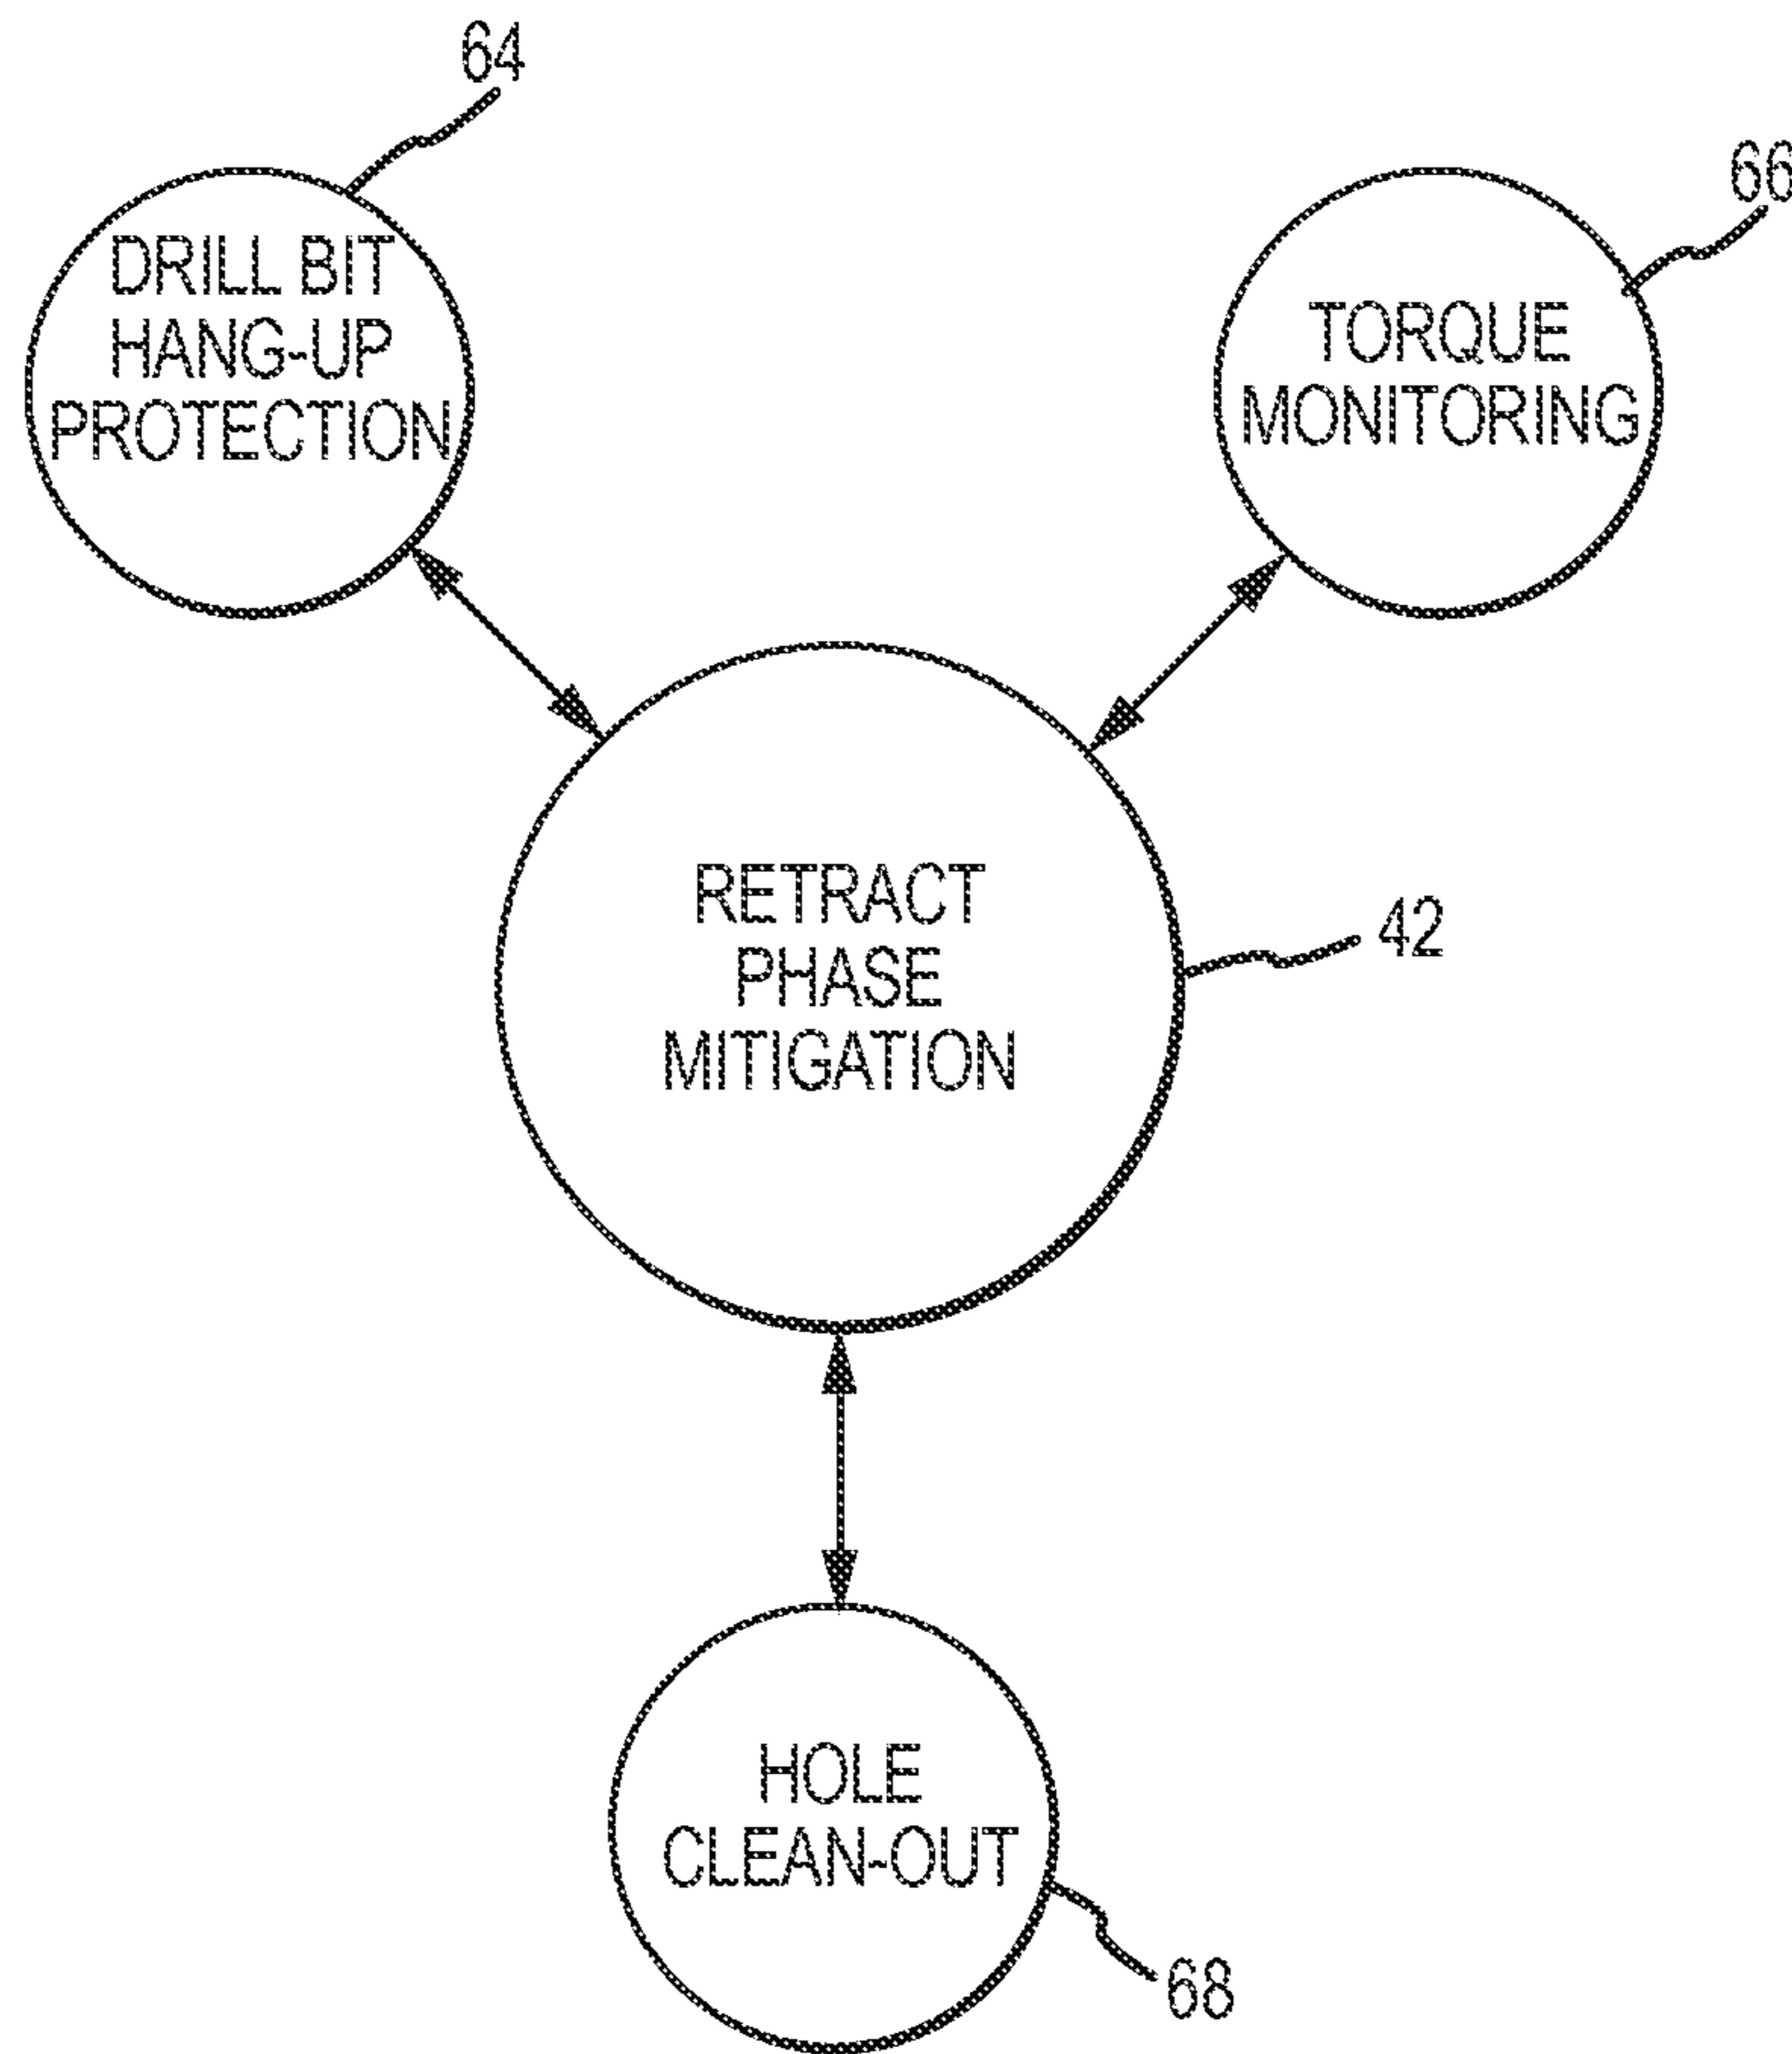 64
66
DRILL BIT
HANG-UP
PROTECTION
TORQUE
MONITORING
RETRACT
PHASE
MITIGATION
42
HOLE
CLEAN-OUT
68